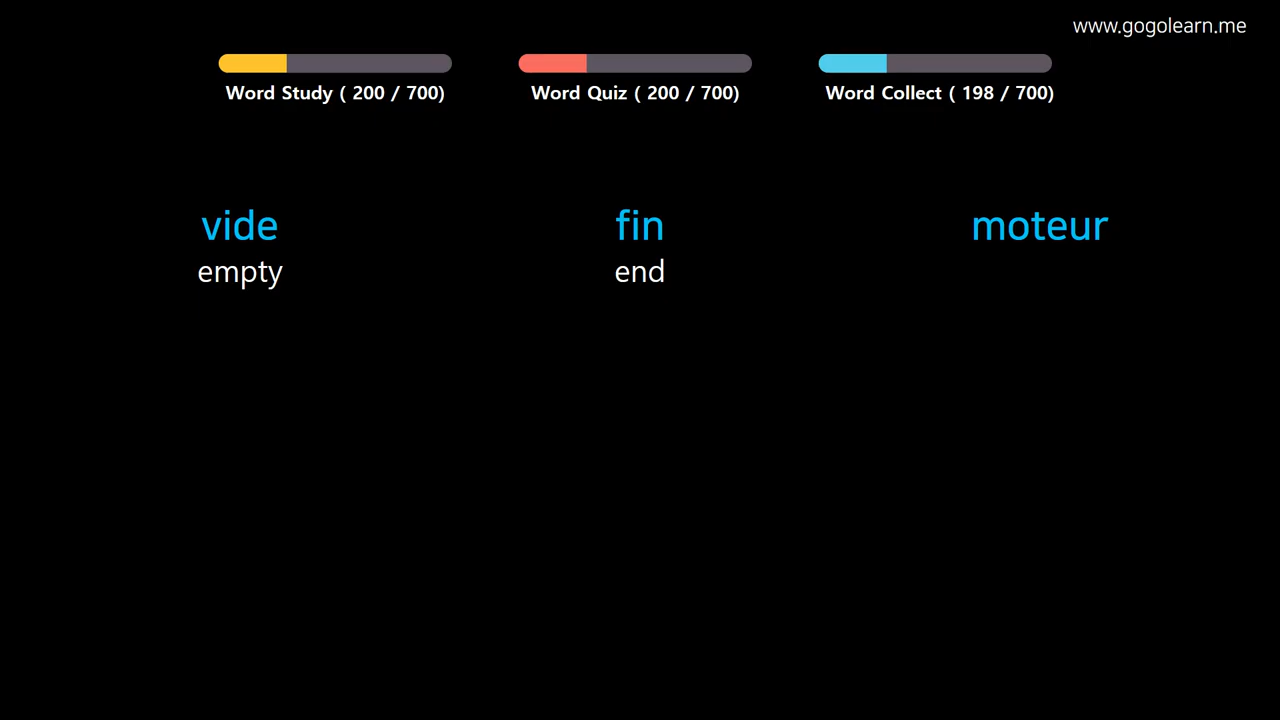 www.gogolearn.me
Word Study ( 200 / 700)
Word Quiz ( 200 / 700)
Word Collect ( 198 / 700)
vide
empty
fin
end
moteur